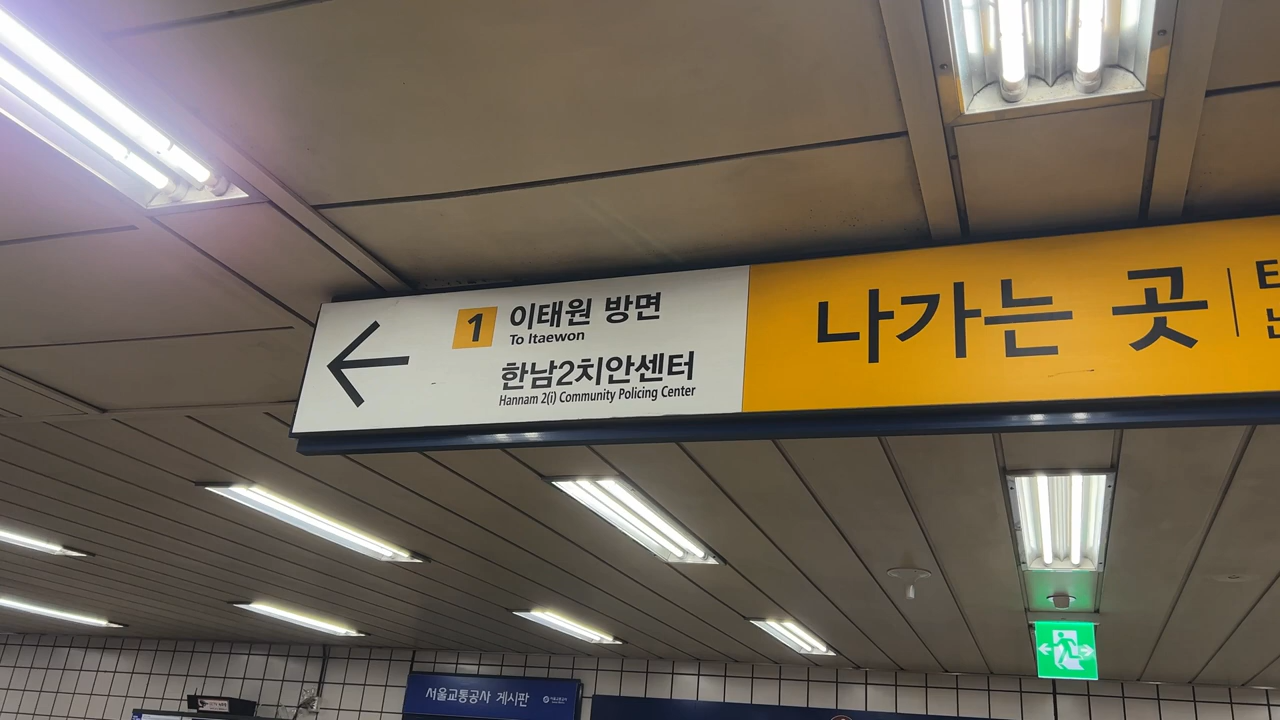 1 이태원 방면
To Itaewon
한남2치안센터
Hannam 2(i) Community Policing Center
나가는 곳
서울교통공사 게시판